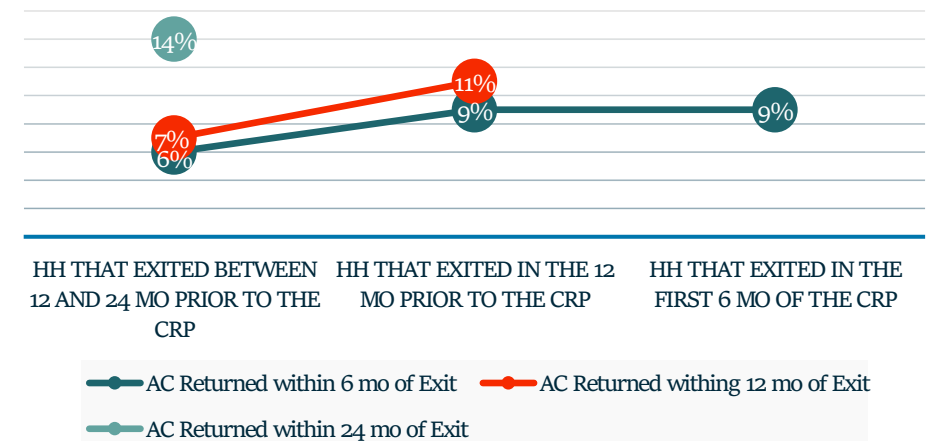 14%
11%
9%
9%
7%
6%
HH THAT EXITED BETWEEN
12 AND 24 MO PRIOR TO THE
CRP
HH THAT EXITED IN THE 12
MO PRIOR TO THE CRP
HH THAT EXITED IN THE
FIRST 6 MO OF THE CRP
AC Returned within 6 mo of Exit
AC Returned withing 12 mo of Exit
AC Returned within 24 mo of Exit